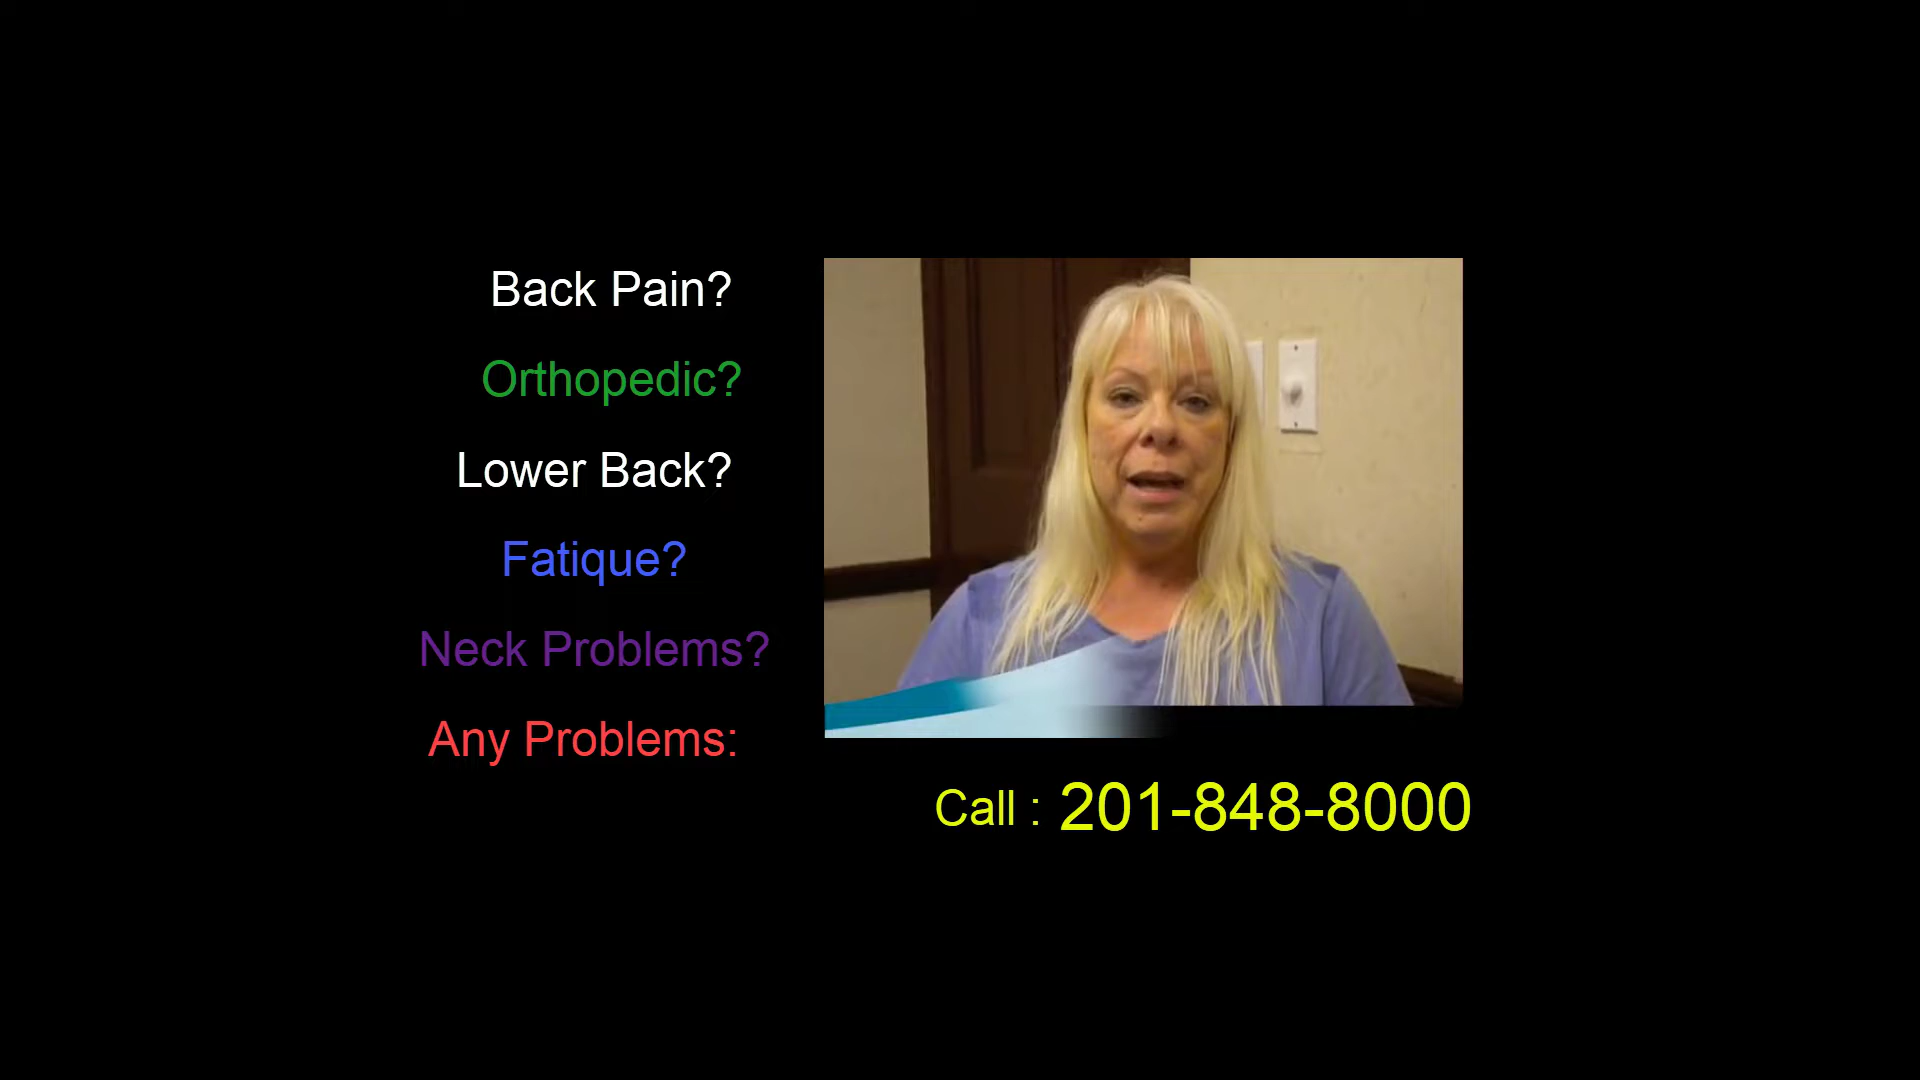 Back Pain?
Orthopedic?
Lower Back?
Fatique?
Neck Problems?
Any Problems:
Call : 201-848-8000